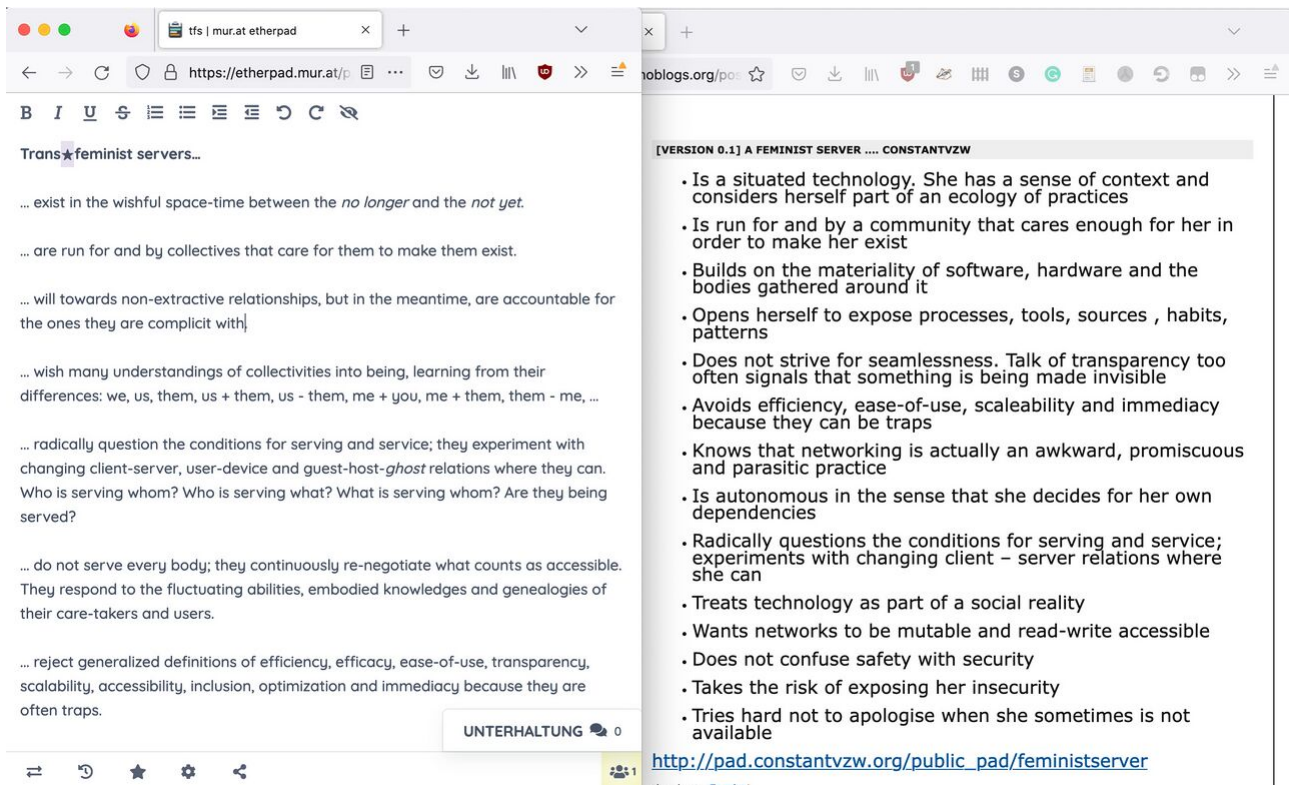 tfs | mur.at etherpad
https://etherpad.mur.at/p
Trans★feminist servers…
... exist in the wishful space-time between the no longer and the not yet.
... are run for and by collectives that care for them to make them exist.
... will towards non-extractive relationships, but in the meantime, are accountable for
the ones they are complicit with.
... wish many understandings of collectivities into being, learning from their
differences: we, us, them, us + them, us - them, me + you, me + them, them - me, ...
... radically question the conditions for serving and service; they experiment with
changing client-server, user-device and guest-host-ghost relations where they can.
Who is serving whom? Who is serving what? What is serving whom? Are they being
served?
... do not serve every body; they continuously re-negotiate what counts as accessible.
They respond to the fluctuating abilities, embodied knowledges and genealogies of
their care-takers and users.
... reject generalized definitions of efficiency, efficacy, ease-of-use, transparency,
scalability, accessibility, inclusion, optimization and immediacy because they are
often traps.
UNTERHALTUNG 0
1
noblogs.org/pos
[VERSION 0.1] A FEMINIST SERVER .... CONSTANTVZW
• Is a situated technology. She has a sense of context and
considers herself part of an ecology of practices
• Is run for and by a community that cares enough for her in
order to make her exist
• Builds on the materiality of software, hardware and the
bodies gathered around it
• Opens herself to expose processes, tools, sources , habits,
patterns
• Does not strive for seamlessness. Talk of transparency too
often signals that something is being made invisible
• Avoids efficiency, ease-of-use, scaleability and immediacy
because they can be traps
• Knows that networking is actually an awkward, promiscuous
and parasitic practice
• Is autonomous in the sense that she decides for her own
dependencies
• Radically questions the conditions for serving and service;
experiments with changing client – server relations where
she can
• Treats technology as part of a social reality
• Wants networks to be mutable and read-write accessible
• Does not confuse safety with security
• Takes the risk of exposing her insecurity
• Tries hard not to apologise when she sometimes is not
available
http://pad.constantvzw.org/public_pad/feministserver